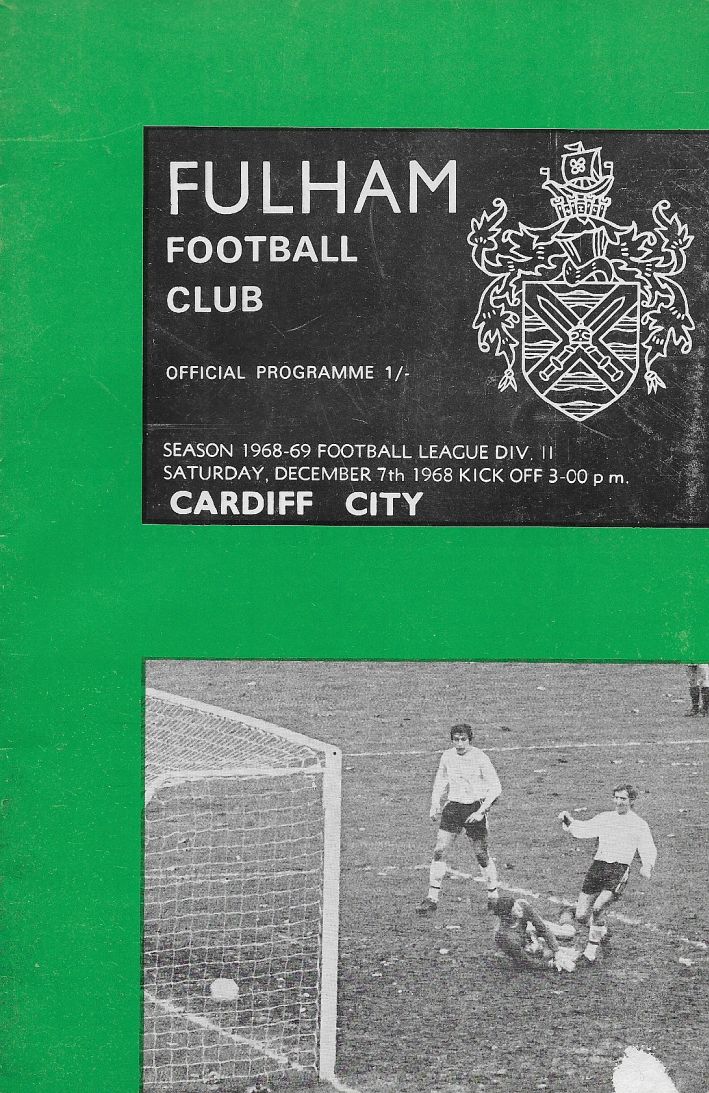 FULHAM
FOOTBALL
CLUB
OFFICIAL PROGRAMME 1/-
SEASON 1968-69 FOOTBALL LEAGUE DIV. II
SATURDAY, DECEMBER 7th 1968 KICK OFF 3-00 p m.
CARDIFF CITY